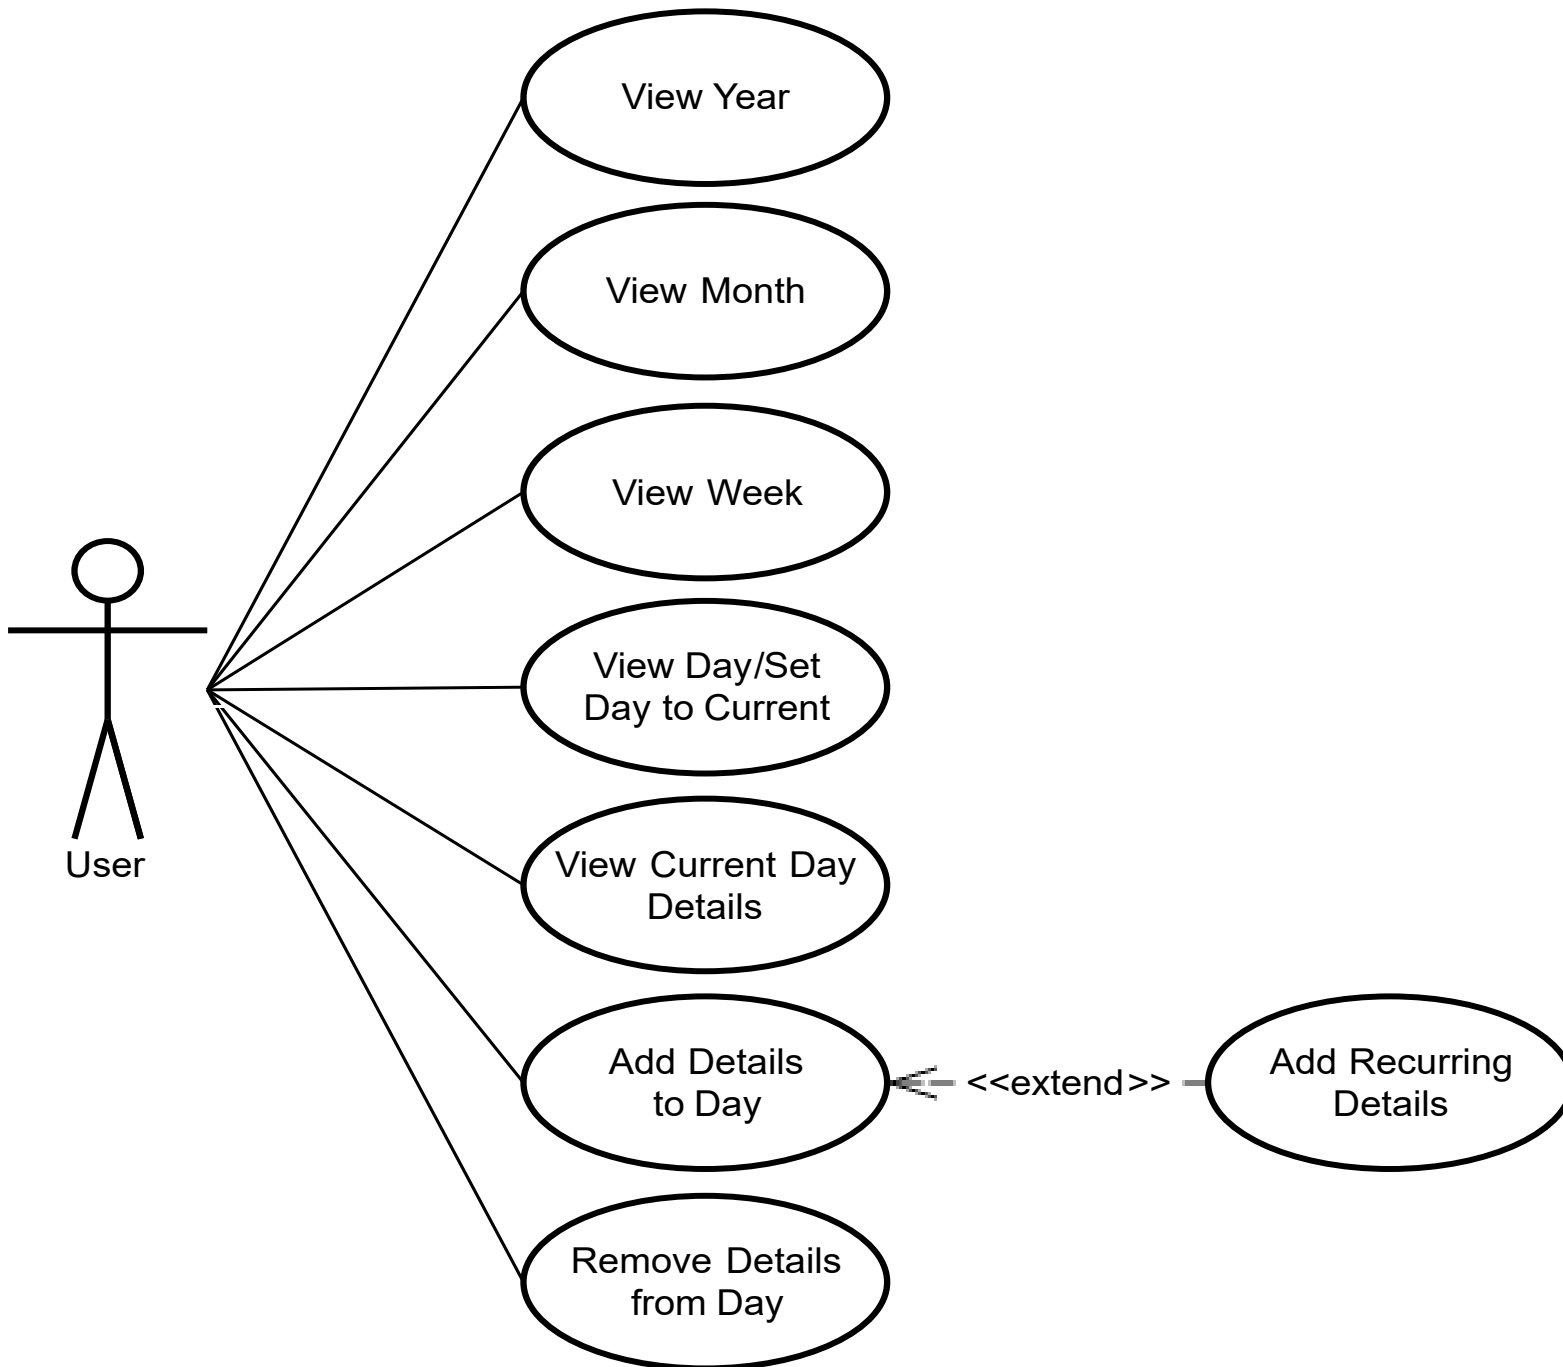 View Year
View Month
View Week
View Day/Set
Day to Current
User
View Current Day
Details
Add Details
to Day
<<extend>>
Add Recurring
Details
Remove Details
from Day